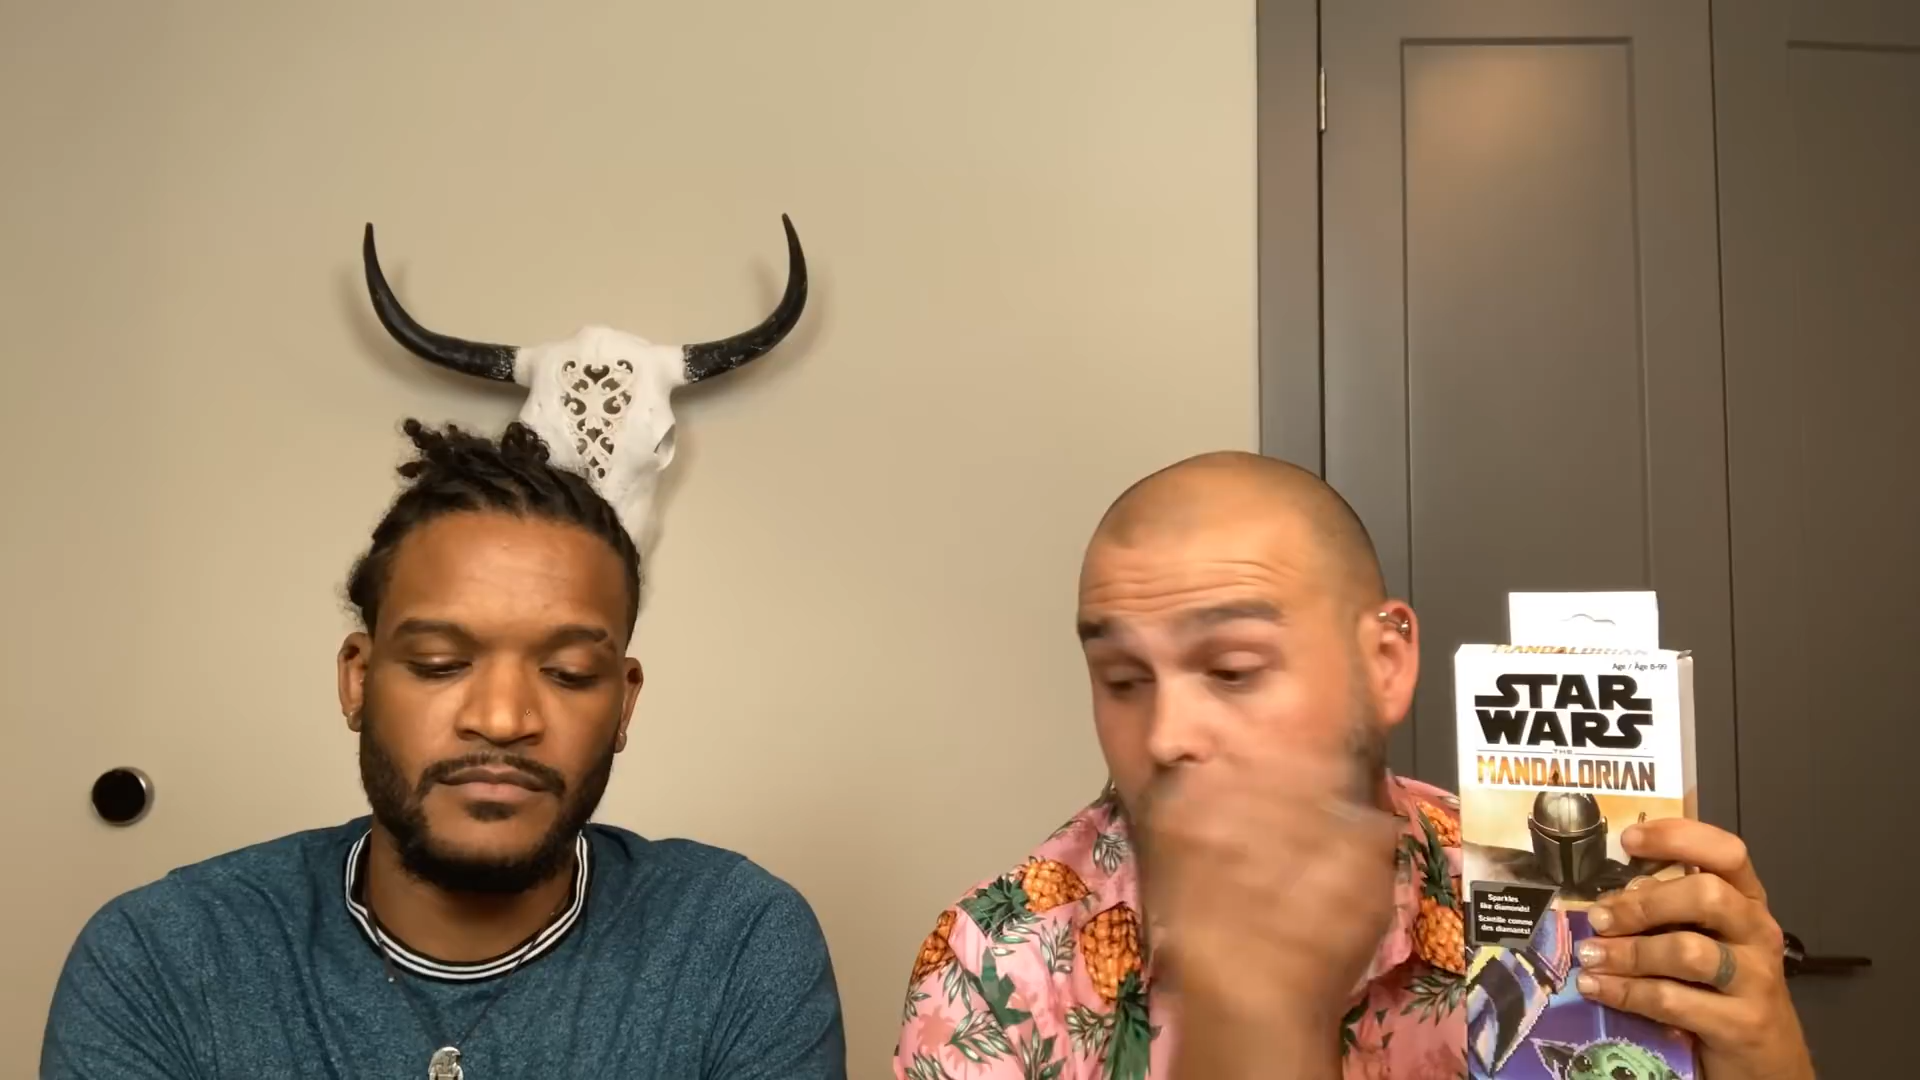 MANDALORIAN
Age / Âge 8-99
STAR
WARS
THE
MANDALORIAN
Sparkles
like diamonds!
Scintille comme
des diamants!